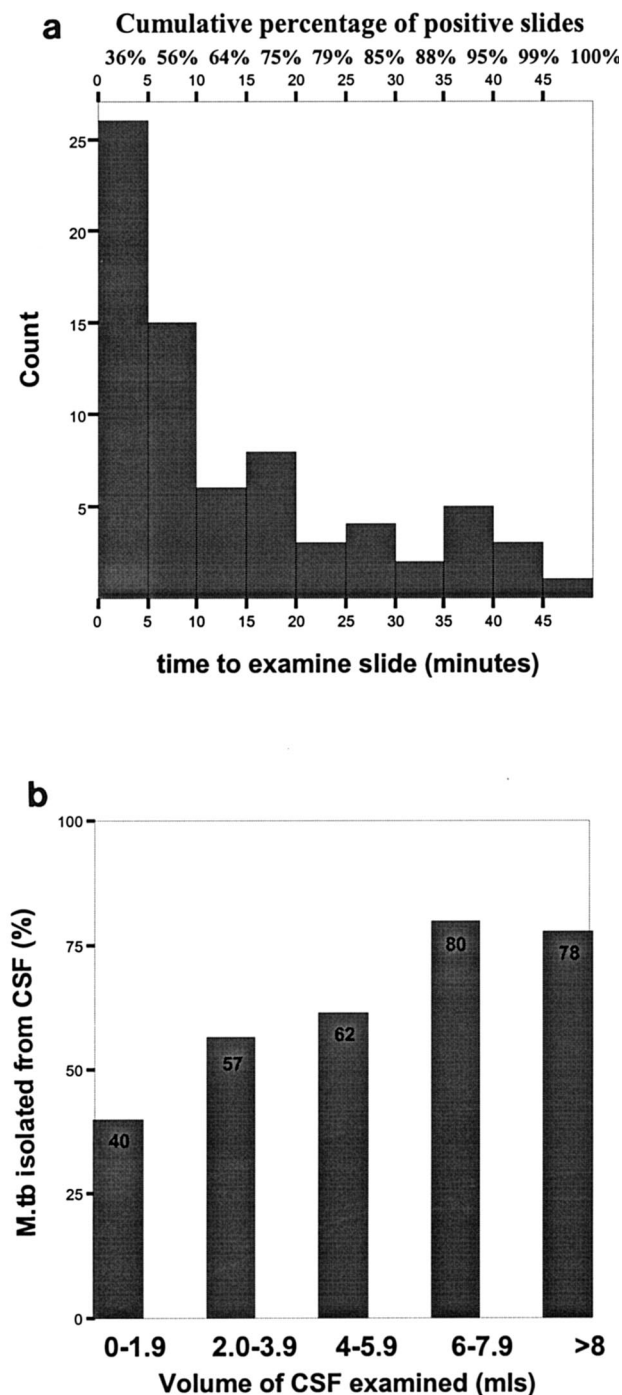 a
Cumulative percentage of positive slides
36% 56% 64% 75% 79% 85% 88% 95% 99% 100%
0 5 10 15 20 25 30 35 40 45
25
20
15
10
5
Count
0 5 10 15 20 25 30 35 40 45
time to examine slide (minutes)
b
100
75
50
25
0
M.tb isolated from CSF (%)
40 57 62 80 78
0-1.9 2.0-3.9 4-5.9 6-7.9 >8
Volume of CSF examined (mls)